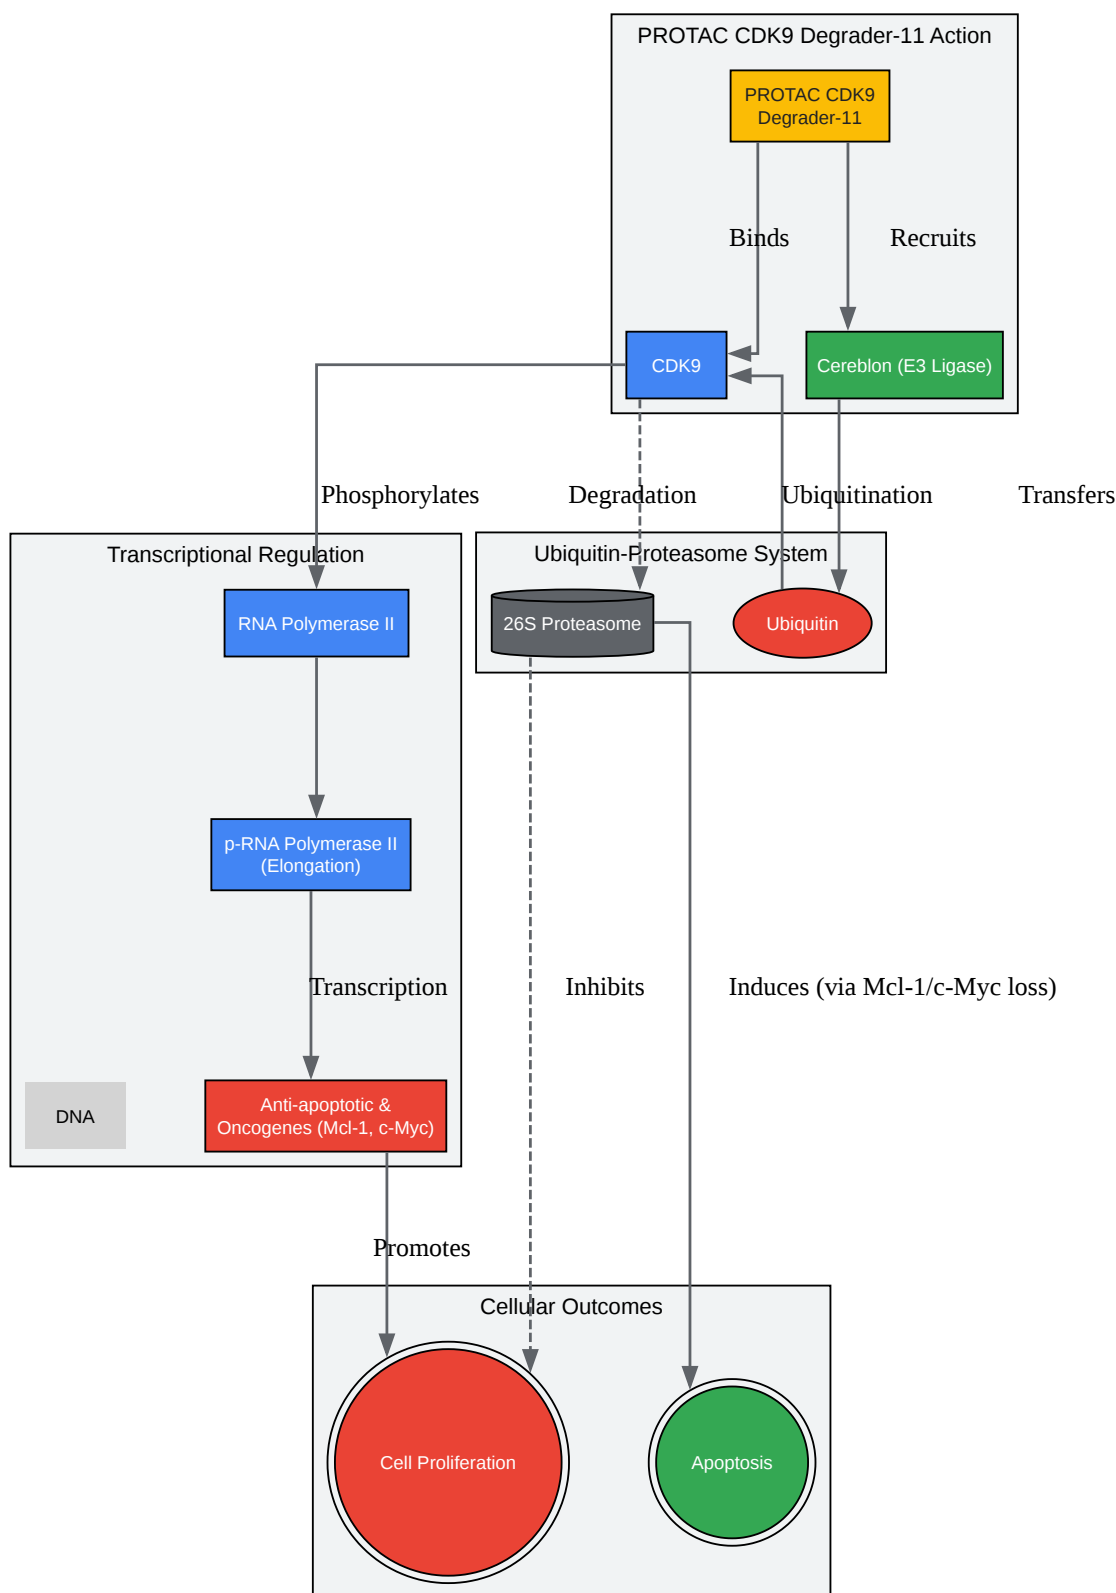 PROTAC CDK9 Degrader-11 Action
PROTAC CDK9
Degrader-11
Binds
Recruits
CDK9
Cereblon (E3 Ligase)
Phosphorylates
Degradation
Ubiquitination
Transfers
Transcriptional Regulation
Ubiquitin-Proteasome System
RNA Polymerase II
26S Proteasome
Ubiquitin
p-RNA Polymerase II
(Elongation)
Transcription
Inhibits
Induces (via Mcl-1/c-Myc loss)
DNA
Anti-apoptotic &
Oncogenes (Mcl-1, c-Myc)
Promotes
Cellular Outcomes
Cell Proliferation
Apoptosis